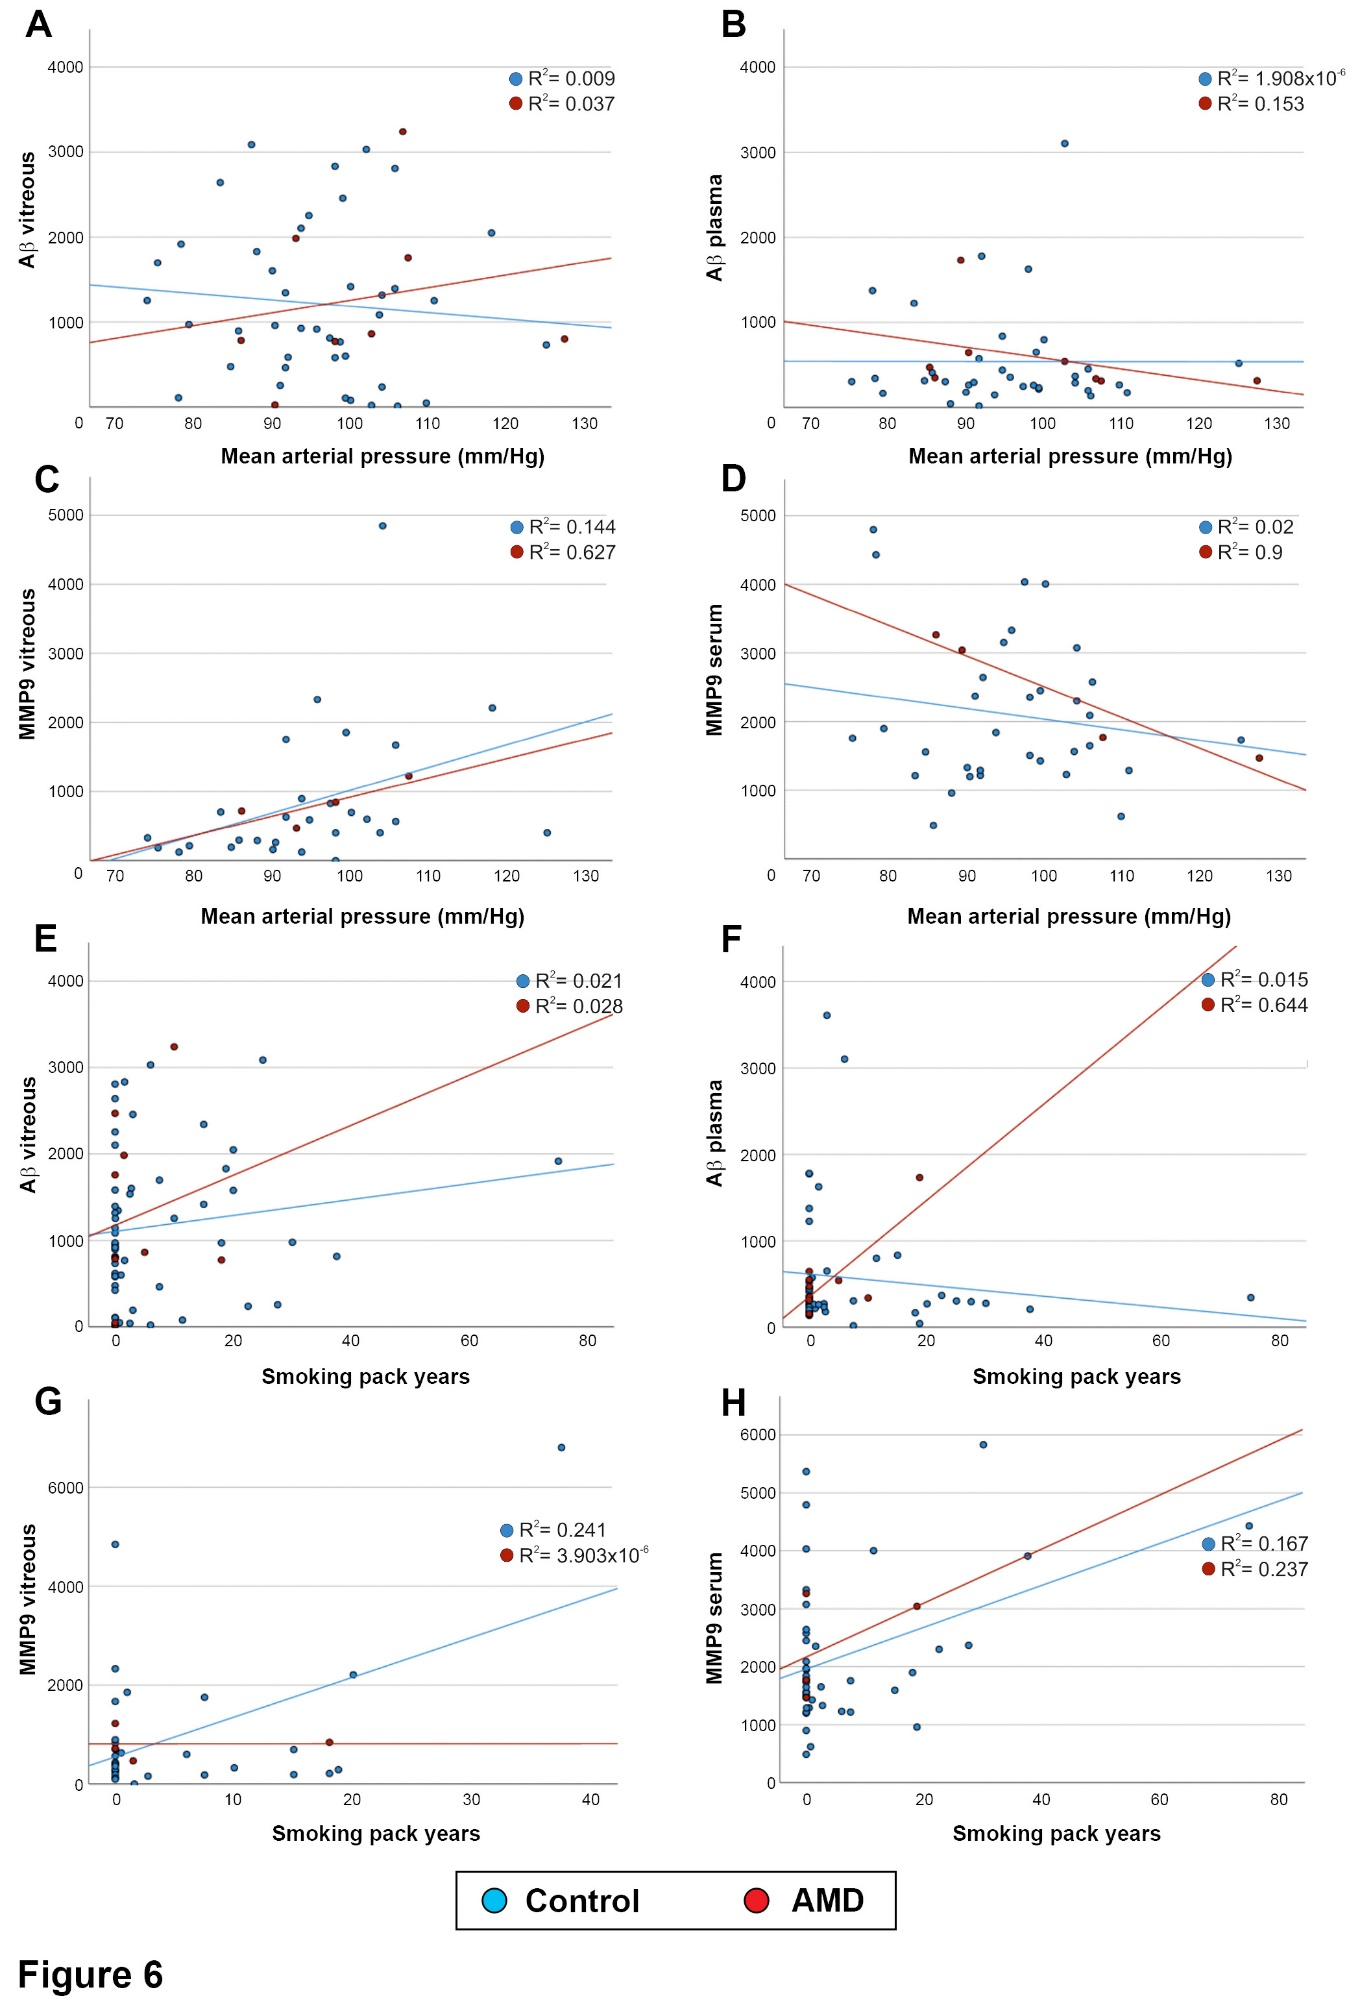 A
4000
3000
2000
1000
0 70 80 90 100 110 120 130
Aβ vitreous
R²= 0.009
R²= 0.037
Mean arterial pressure (mm/Hg)
B
4000
3000
2000
1000
0 70 80 90 100 110 120 130
Aβ plasma
R²= 1.908x10⁻⁶
R²= 0.153
Mean arterial pressure (mm/Hg)
C
5000
4000
3000
2000
1000
0 70 80 90 100 110 120 130
MMP9 vitreous
R²= 0.144
R²= 0.627
Mean arterial pressure (mm/Hg)
D
5000
4000
3000
2000
1000
0 70 80 90 100 110 120 130
MMP9 serum
R²= 0.02
R²= 0.9
Mean arterial pressure (mm/Hg)
E
4000
3000
2000
1000
0
0 20 40 60 80
Aβ vitreous
R²= 0.021
R²= 0.028
Smoking pack years
F
4000
3000
2000
1000
0
0 20 40 60 80
Aβ plasma
R²= 0.015
R²= 0.644
Smoking pack years
G
6000
4000
2000
0
0 10 20 30 40
MMP9 vitreous
R²= 0.241
R²= 3.903x10⁻⁶
Smoking pack years
H
6000
5000
4000
3000
2000
1000
0
0 20 40 60 80
MMP9 serum
R²= 0.167
R²= 0.237
Smoking pack years
Control AMD
Figure 6